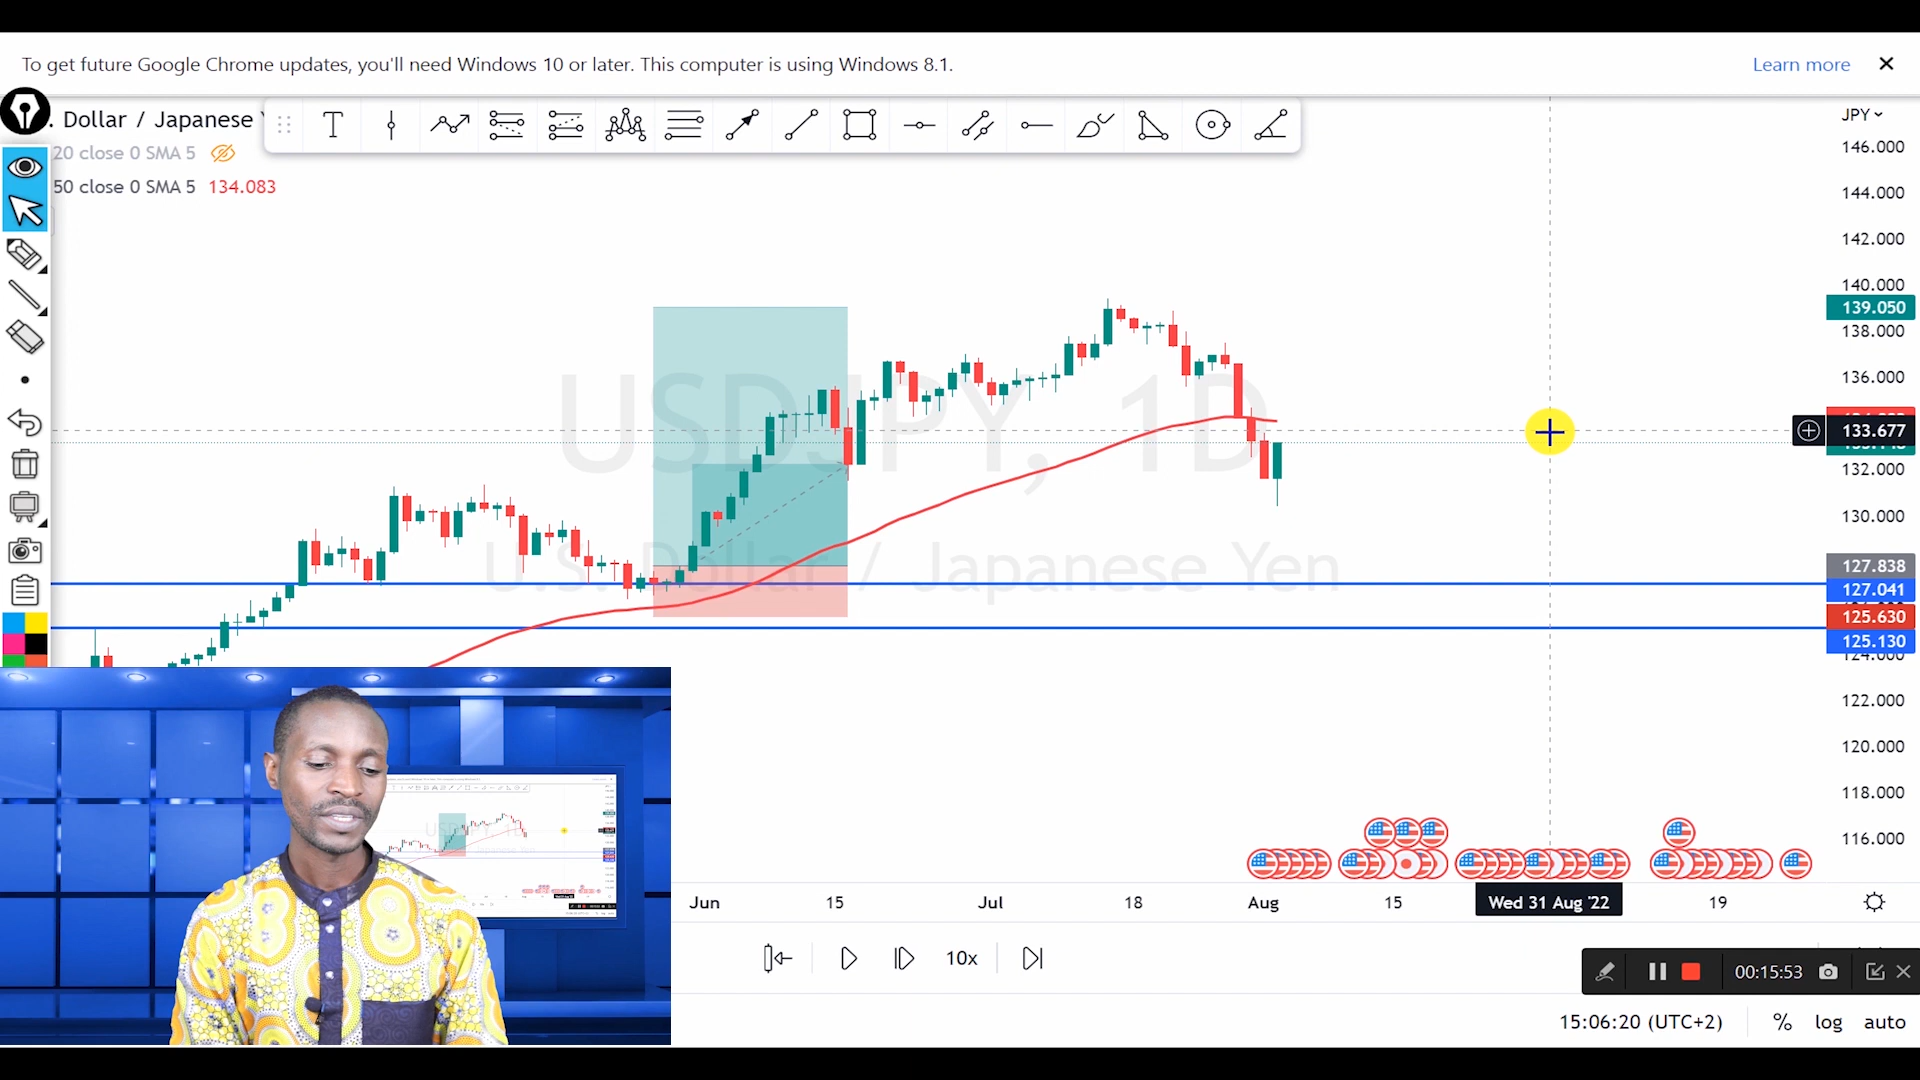 To get future Google Chrome updates, you'll need Windows 10 or later. This computer is using Windows 8.1.
Learn more
. Dollar / Japanese
JPY
20 close 0 SMA 5
50 close 0 SMA 5 134.083
146.000
144.000
142.000
140.000
139.050
138.000
136.000
133.677
132.000
130.000
127.838
127.041
125.630
125.130
124.000
122.000
120.000
118.000
116.000
USDJPY, 1D
U.S. Dollar / Japanese Yen
Jun 15 Jul 18 Aug 15 Wed 31 Aug '22 19
10x
00:15:53
15:06:20 (UTC+2) % log auto